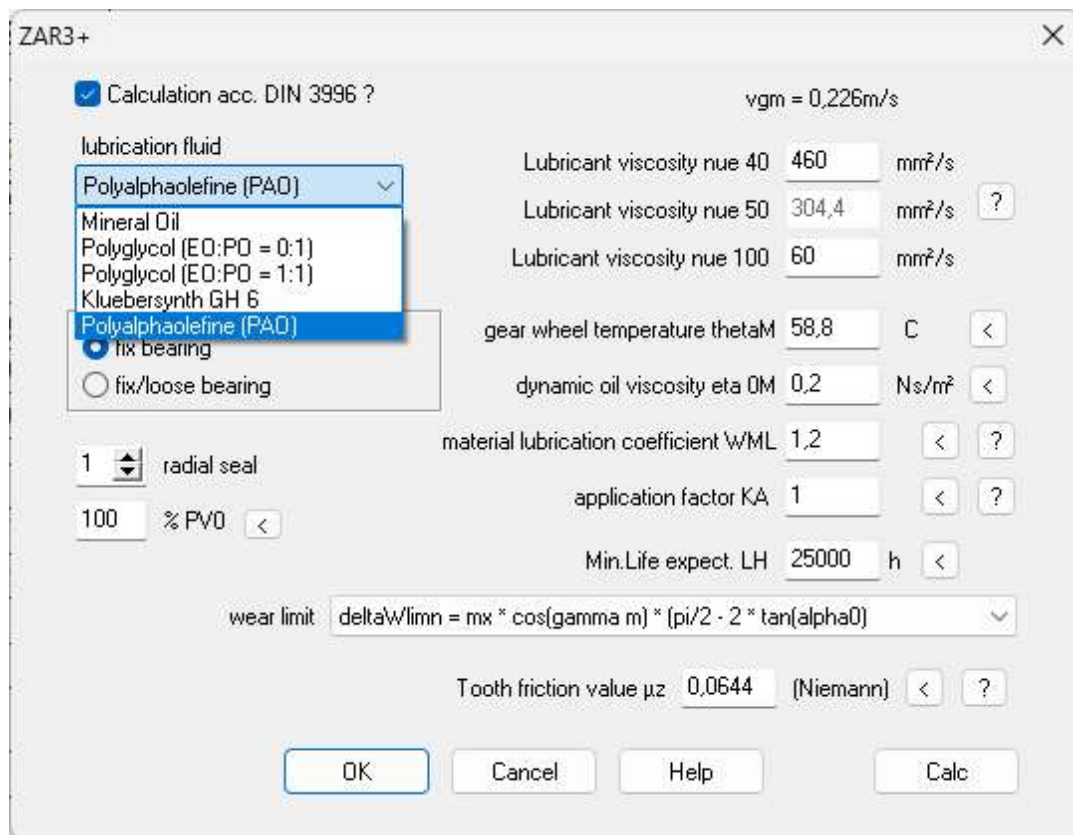 ZAR3+
Calculation acc. DIN 3996 ?
vgm = 0,226m/s
lubrication fluid
Polyalphaolefine (PAO)
Mineral Oil
Polyglycol (EO:PO = 0:1)
Polyglycol (EO:PO = 1:1)
Kluebersynth GH 6
Polyalphaolefine (PAO)
fix bearing
fix/loose bearing
1 radial seal
100 % PV0 <
Lubricant viscosity nue 40 460 mm²/s
Lubricant viscosity nue 50 304,4 mm²/s ?
Lubricant viscosity nue 100 60 mm²/s
gear wheel temperature thetaM 58,8 C <
dynamic oil viscosity eta 0M 0,2 Ns/m² <
material lubrication coefficient WML 1,2 < ?
application factor KA 1 < ?
Min.Life expect. LH 25000 h <
wear limit deltaWlimn = mx * cos(gamma m) * (pi/2 - 2 * tan(alpha0)
Tooth friction value µz 0,0644 (Niemann) < ?
OK Cancel Help Calc